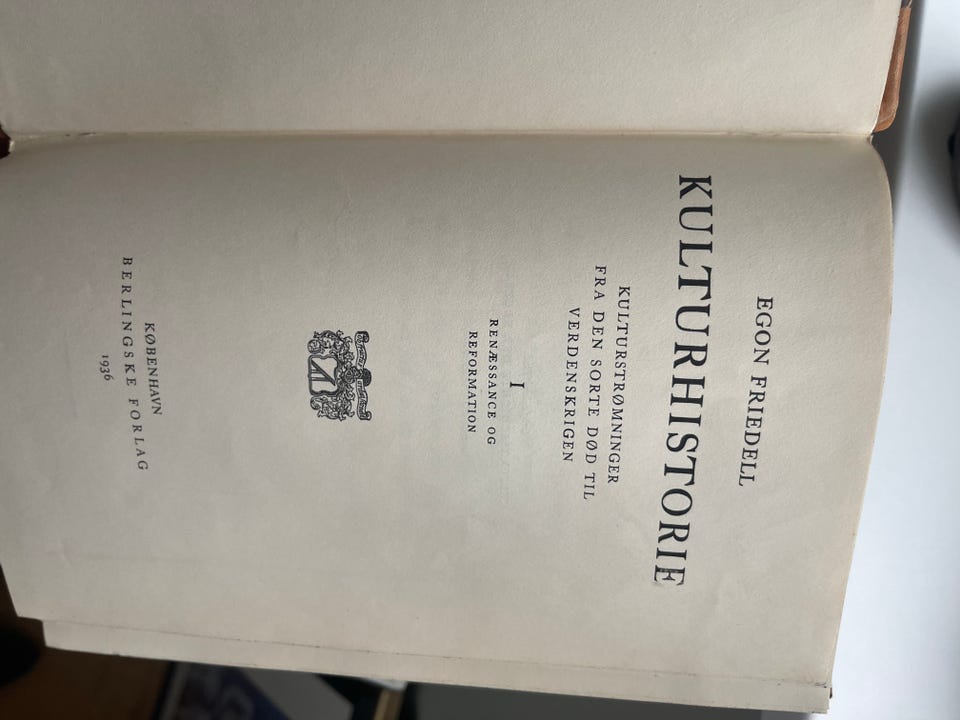 EGON FRIEDELL
KULTURHISTORIE
KULTURSTRØMNINGER
FRA DEN SORTE DØD TIL
VERDENSKRIGEN
I
RENÆSSANCE OG
REFORMATION
KØBENHAVN
BERLINGSKE FORLAG
1936